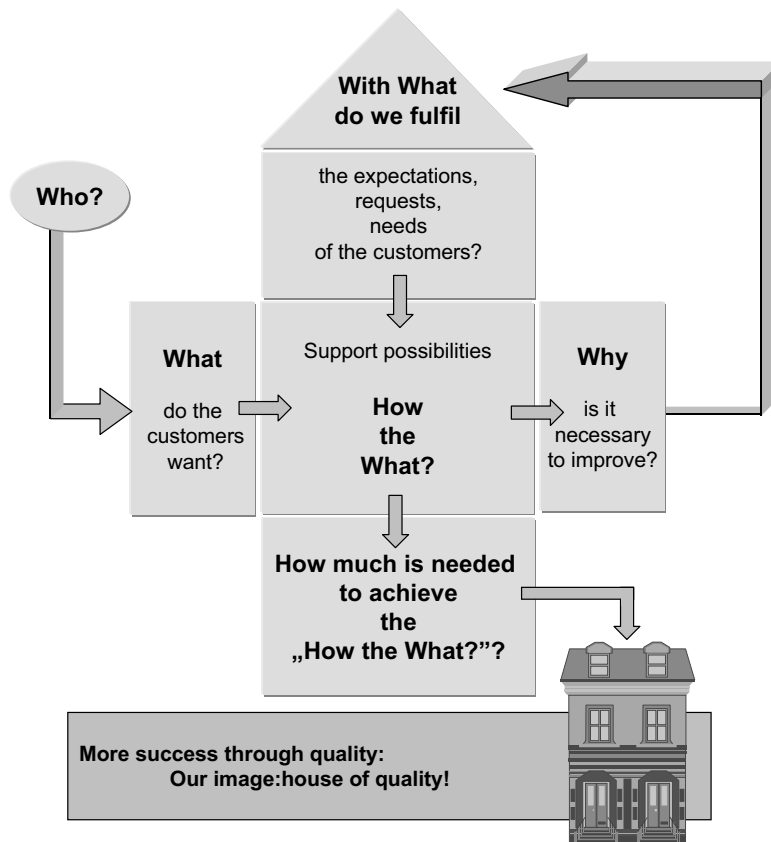 With What
do we fulfil
the expectations,
requests,
needs
of the customers?
Who?
What
do the
customers
want?
Support possibilities
How
the
What?
Why
is it
necessary
to improve?
How much is needed
to achieve
the
„How the What?”?
More success through quality:
Our image:house of quality!